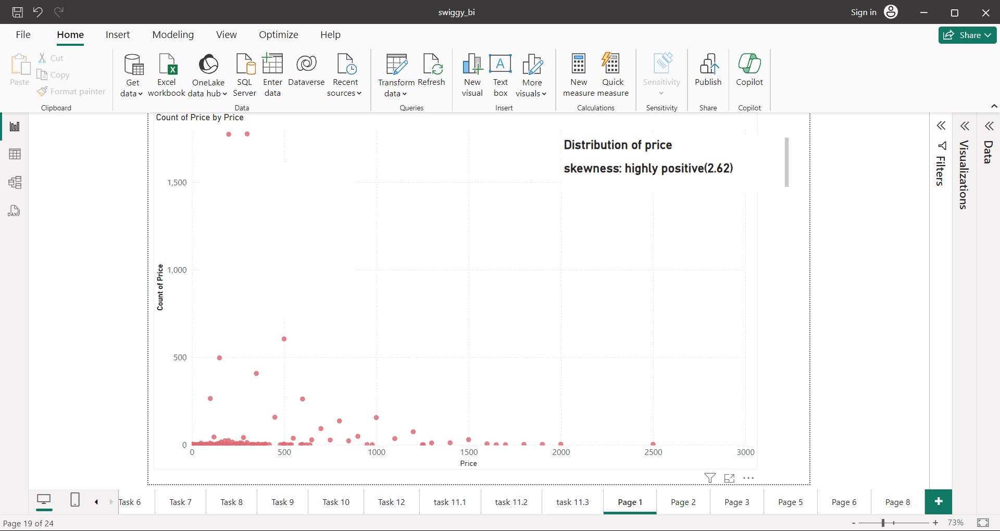 swiggy_bi
Sign in
File Home Insert Modeling View Optimize Help
Share
Paste
Cut
Copy
Format painter
Clipboard
Get data
Excel workbook
OneLake data hub
SQL Server
Enter data
Dataverse
Recent sources
Data
Transform data
Refresh
Queries
New visual
Text box
More visuals
Insert
New measure
Quick measure
Calculations
Sensitivity
Sensitivity
Publish
Share
Copilot
Copilot
DAX
Count of Price by Price
Distribution of price
skewness: highly positive(2.62)
Count of Price
1,500
1,000
500
0
0 500 1000 1500 2000 2500 3000
Price
Filters
Visualizations
Data
Task 6 Task 7 Task 8 Task 9 Task 10 Task 12 task 11.1 task 11.2 task 11.3 Page 1 Page 2 Page 3 Page 5 Page 6 Page 8
Page 19 of 24
- + 73%